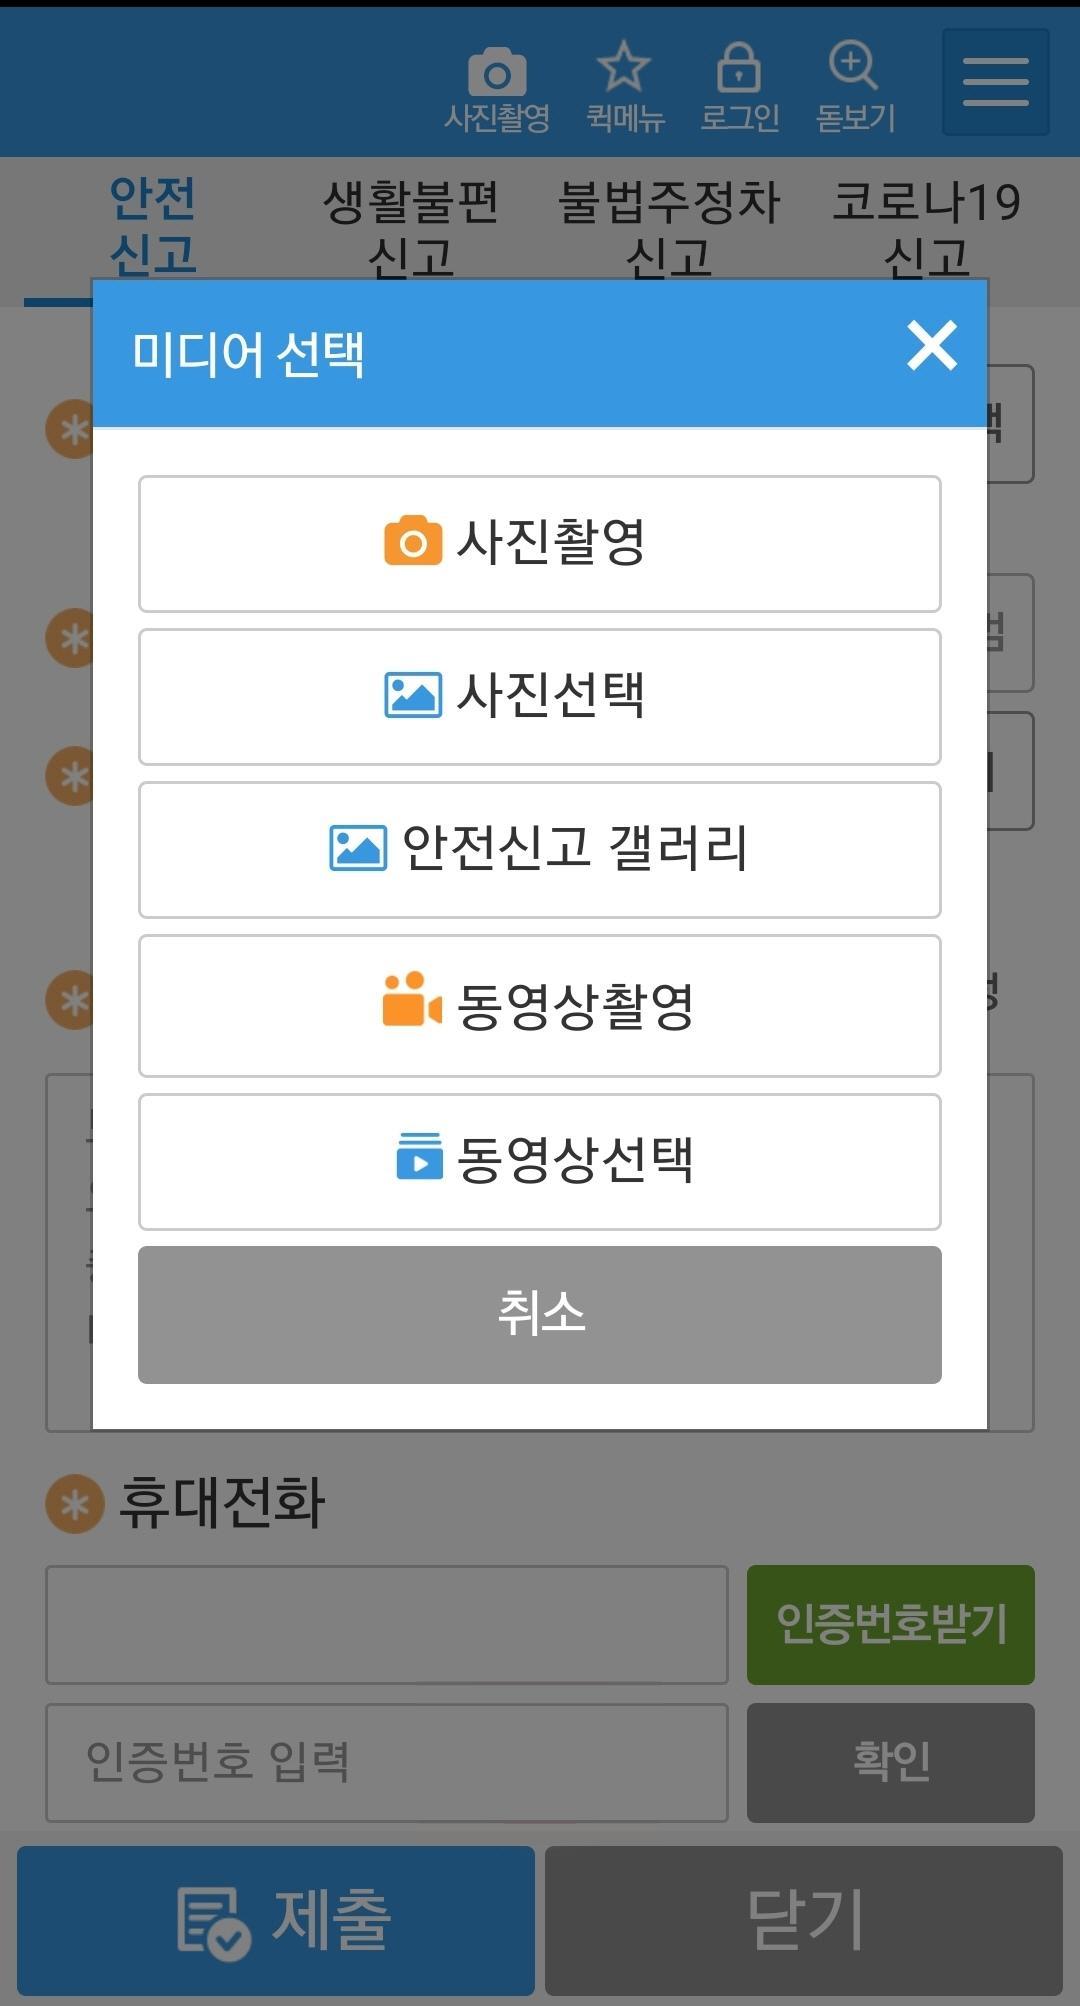 사진촬영 퀵메뉴 로그인 돋보기
안전 생활불편 불법주정차 코로나19
신고 신고 신고 신고
미디어 선택
사진촬영
사진선택
안전신고 갤러리
동영상촬영
동영상선택
취소
휴대전화
인증번호받기
인증번호 입력 확인
제출 닫기